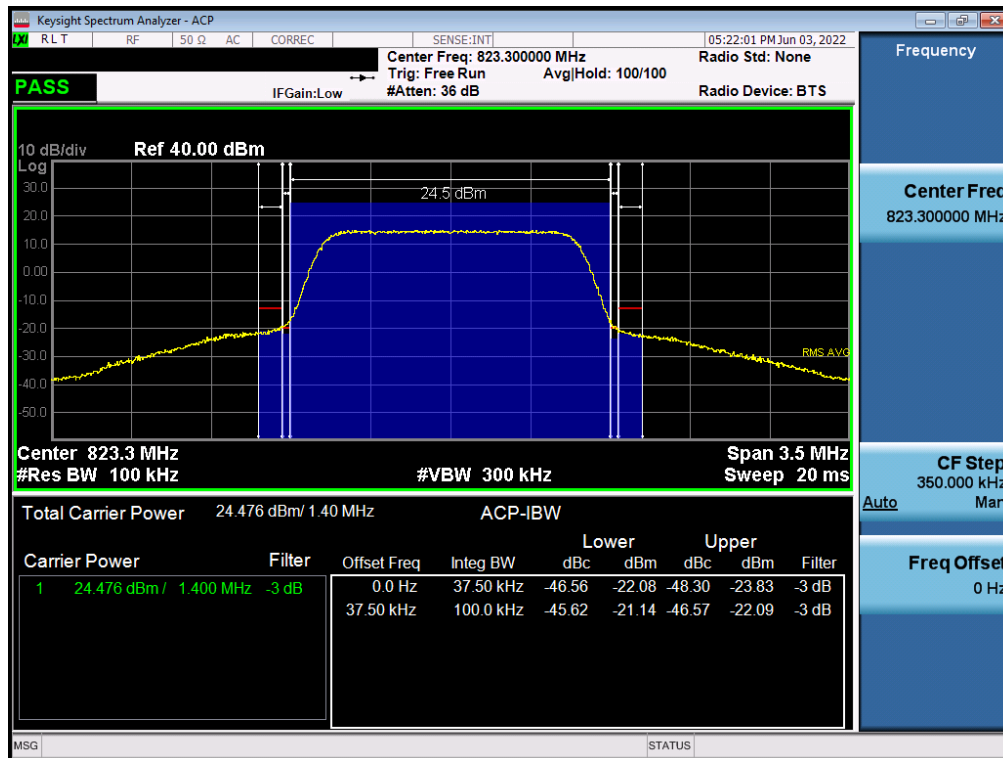 Keysight Spectrum Analyzer - ACP
LXI RLT RF 50 Ω AC CORREC SENSE:INT 05:22:01 PM Jun 03, 2022
Center Freq: 823.300000 MHz Radio Std: None
Trig: Free Run Avg|Hold: 100/100
PASS IFGain:Low #Atten: 36 dB Radio Device: BTS
10 dB/div Ref 40.00 dBm
Log
30.0
24.5 dBm
20.0
10.0
0.00
-10.0
-20.0
-30.0
RMS AVG
-40.0
-50.0
Center 823.3 MHz Span 3.5 MHz
#Res BW 100 kHz #VBW 300 kHz Sweep 20 ms
Total Carrier Power 24.476 dBm/ 1.40 MHz ACP-IBW
Lower Upper
Carrier Power Filter Offset Freq Integ BW dBc dBm dBc dBm Filter
1 24.476 dBm / 1.400 MHz -3 dB 0.0 Hz 37.50 kHz -46.56 -22.08 -48.30 -23.83 -3 dB
37.50 kHz 100.0 kHz -45.62 -21.14 -46.57 -22.09 -3 dB
MSG STATUS
Frequency
Center Freq
823.300000 MHz
CF Step
350.000 kHz
Auto Man
Freq Offset
0 Hz